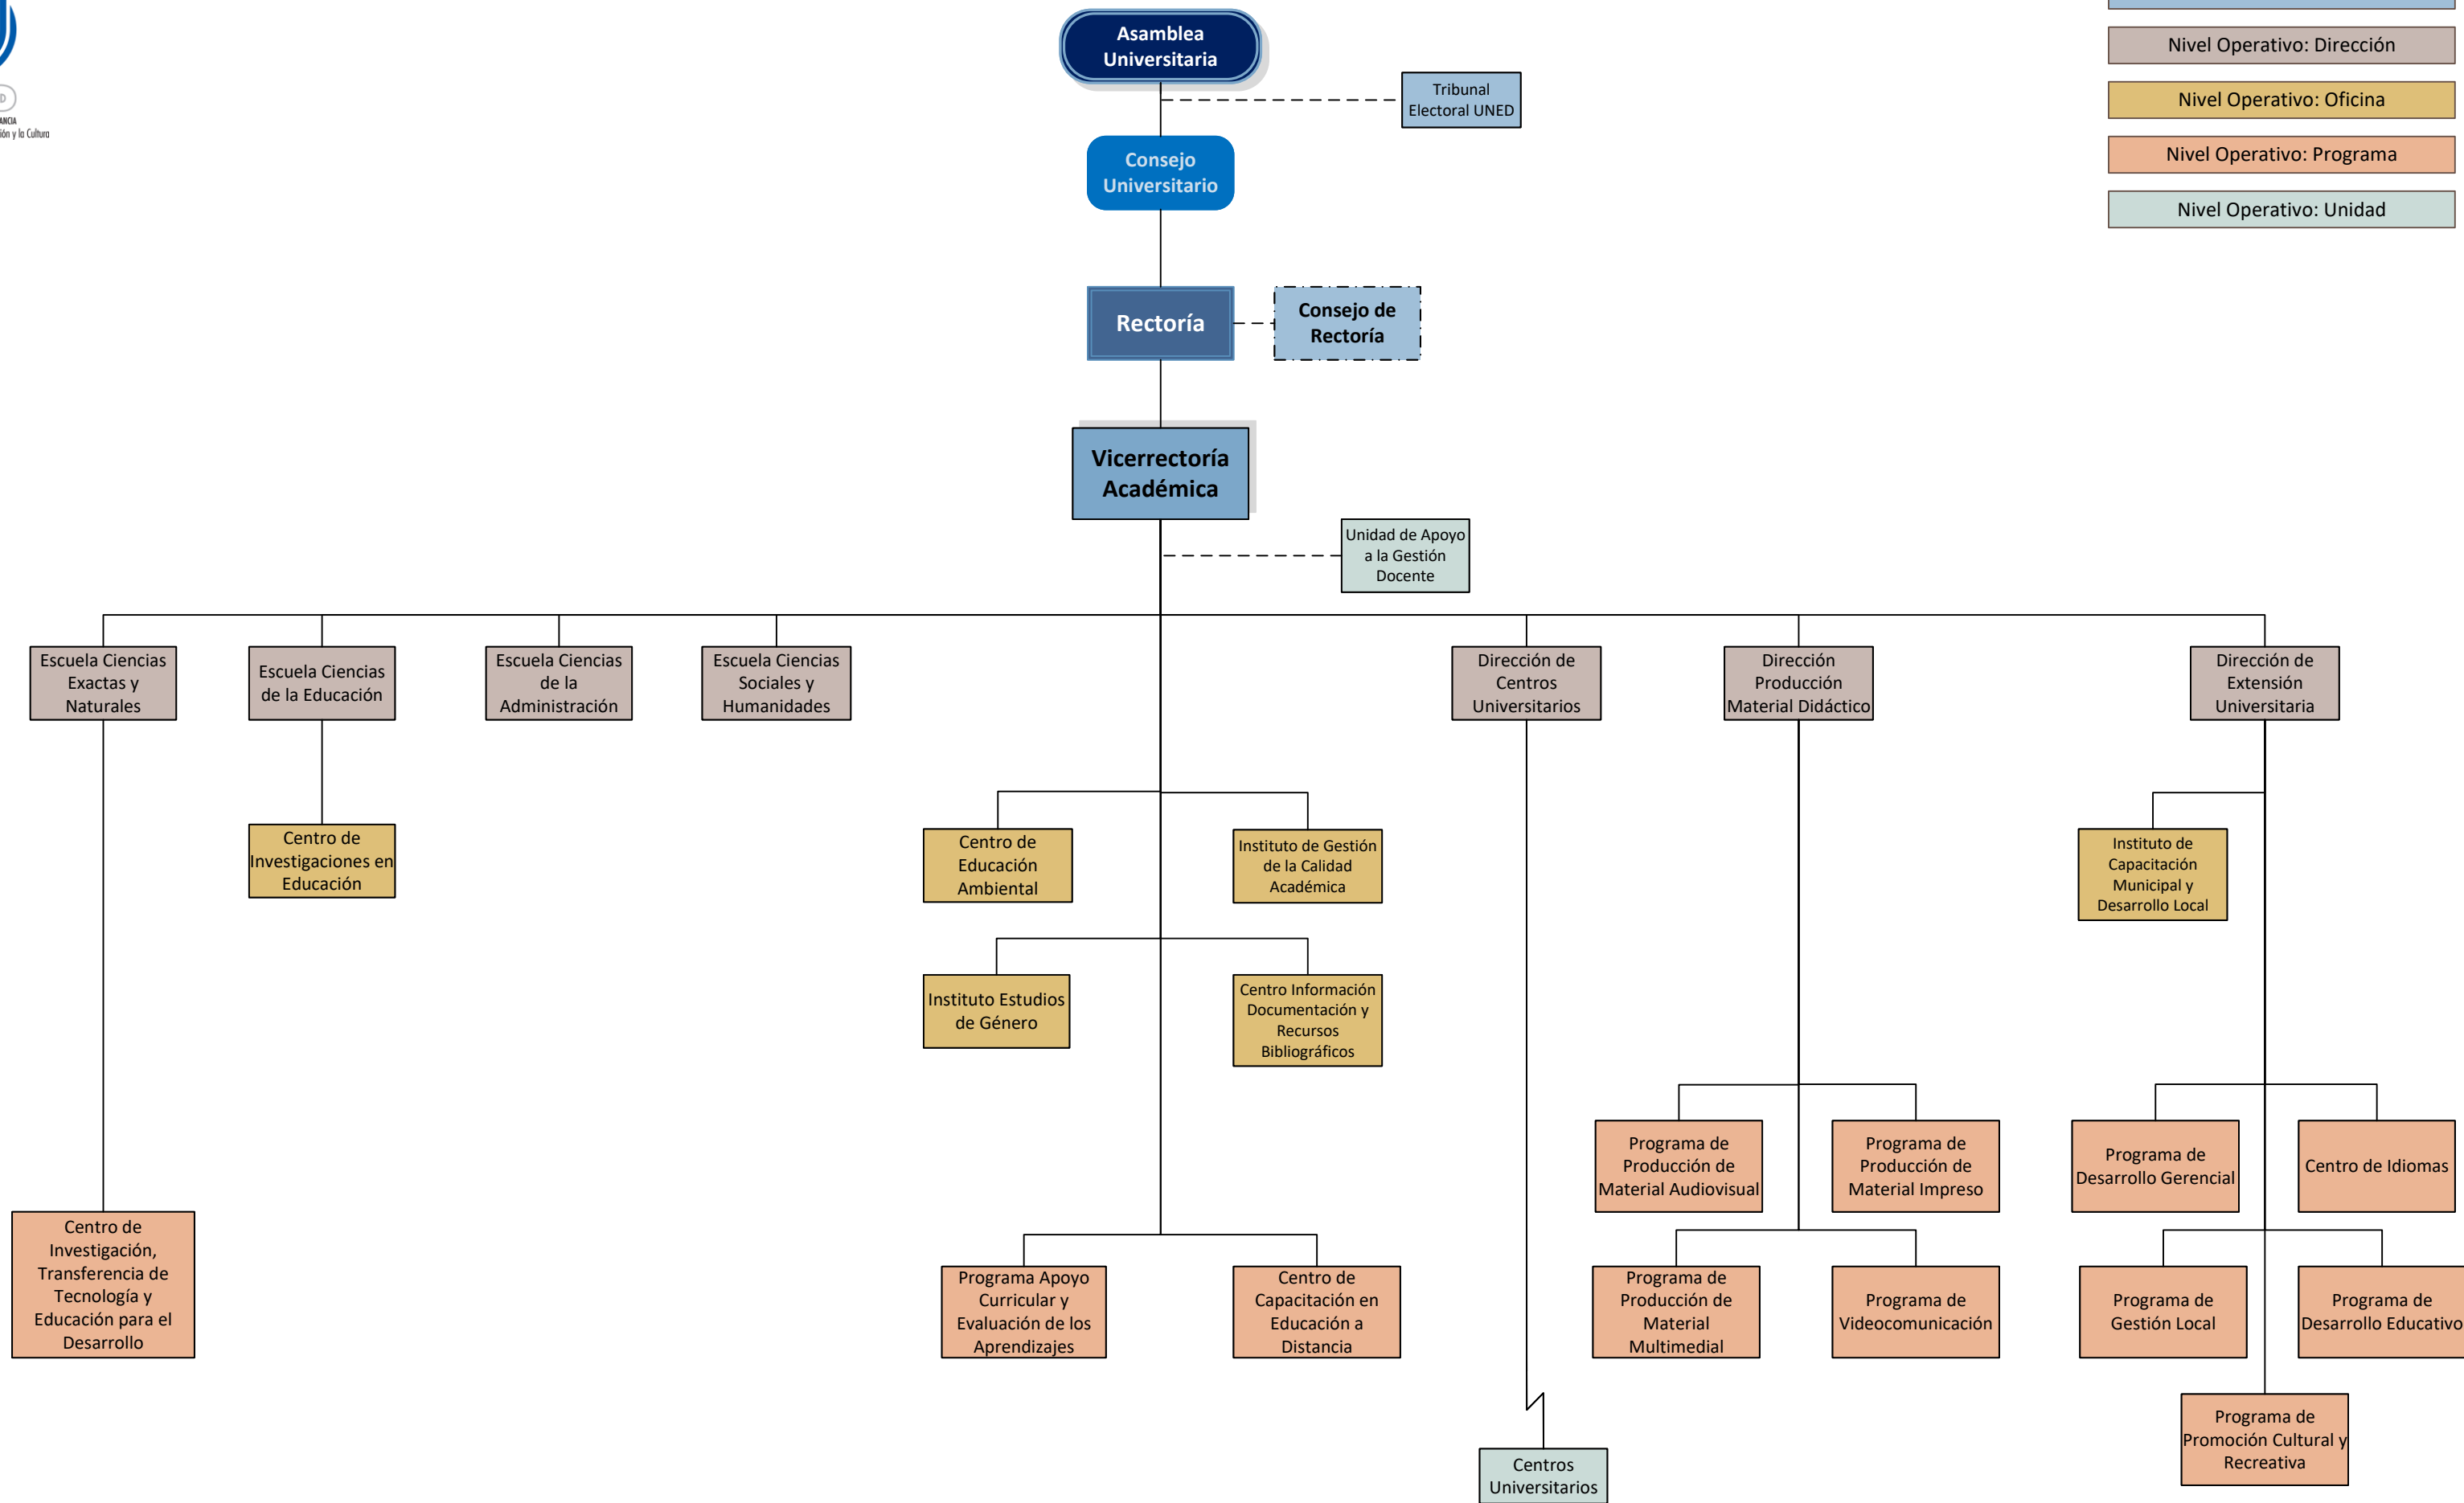 Asamblea
Universitaria
Tribunal
Electoral UNED
Consejo
Universitario
Rectoría
Consejo de
Rectoría
Vicerrectoría
Académica
Unidad de Apoyo
a la Gestión
Docente
Nivel Operativo: Dirección
Nivel Operativo: Oficina
Nivel Operativo: Programa
Nivel Operativo: Unidad
ión y la Cultura
Escuela Ciencias
Exactas y
Naturales
Escuela Ciencias
de la Educación
Escuela Ciencias
de la
Administración
Escuela Ciencias
Sociales y
Humanidades
Dirección de
Centros
Universitarios
Dirección
Producción
Material Didáctico
Dirección de
Extensión
Universitaria
Centro de
Investigaciones en
Educación
Centro de
Educación
Ambiental
Instituto de Gestión
de la Calidad
Académica
Instituto de
Capacitación
Municipal y
Desarrollo Local
Instituto Estudios
de Género
Centro Información
Documentación y
Recursos
Bibliográficos
Programa de
Producción de
Material Audiovisual
Programa de
Producción de
Material Impreso
Programa de
Desarrollo Gerencial
Centro de Idiomas
Centro de
Investigación,
Transferencia de
Tecnología y
Educación para el
Desarrollo
Programa Apoyo
Curricular y
Evaluación de los
Aprendizajes
Centro de
Capacitación en
Educación a
Distancia
Programa de
Producción de
Material
Multimedial
Programa de
Videocomunicación
Programa de
Gestión Local
Programa de
Desarrollo Educativo
Programa de
Promoción Cultural y
Recreativa
Centros
Universitarios